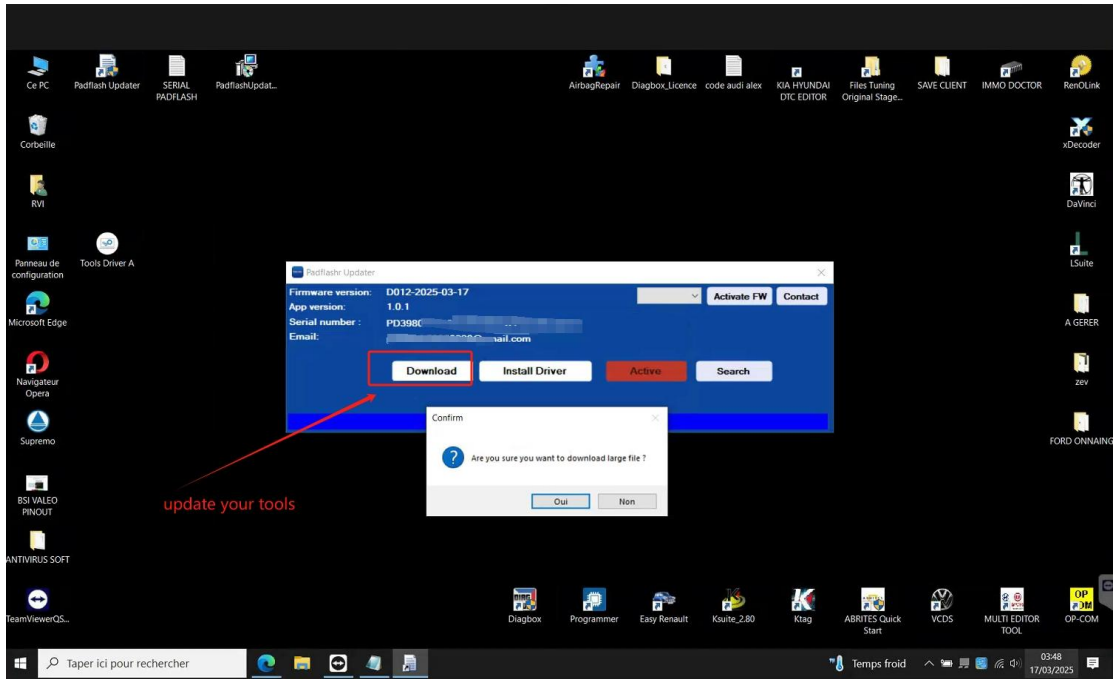 Ce PC
Padflash Updater
SERIAL
PADFLASH
PadflashUpdat...
AirbagRepair
Diagbox_Licence
code audi alex
KIA HYUNDAI
DTC EDITOR
Files Tuning
Original Stage...
SAVE CLIENT
IMMO DOCTOR
RenOLink
Corbeille
xDecoder
RVI
DaVinci
Panneau de
configuration
Tools Driver A
LSuite
Padflashr Updater
Firmware version: D012-2025-03-17
Activate FW
Contact
App version: 1.0.1
Serial number : PD3980
Email:
mail.com
Microsoft Edge
A GERER
Download
Install Driver
Active
Search
Navigateur
Opera
zev
Confirm
Are you sure you want to download large file ?
Oui
Non
Supremo
FORD ONNAING
BSI VALEO
PINOUT
update your tools
ANTIVIRUS SOFT
TeamViewerQS...
DIAG
Diagbox
Programmer
Easy Renault
Ksuite_2.80
Ktag
ABRITES Quick
Start
VCDS
MULTI EDITOR
TOOL
OP
OP-COM
Taper ici pour rechercher
Temps froid
03:48
17/03/2025